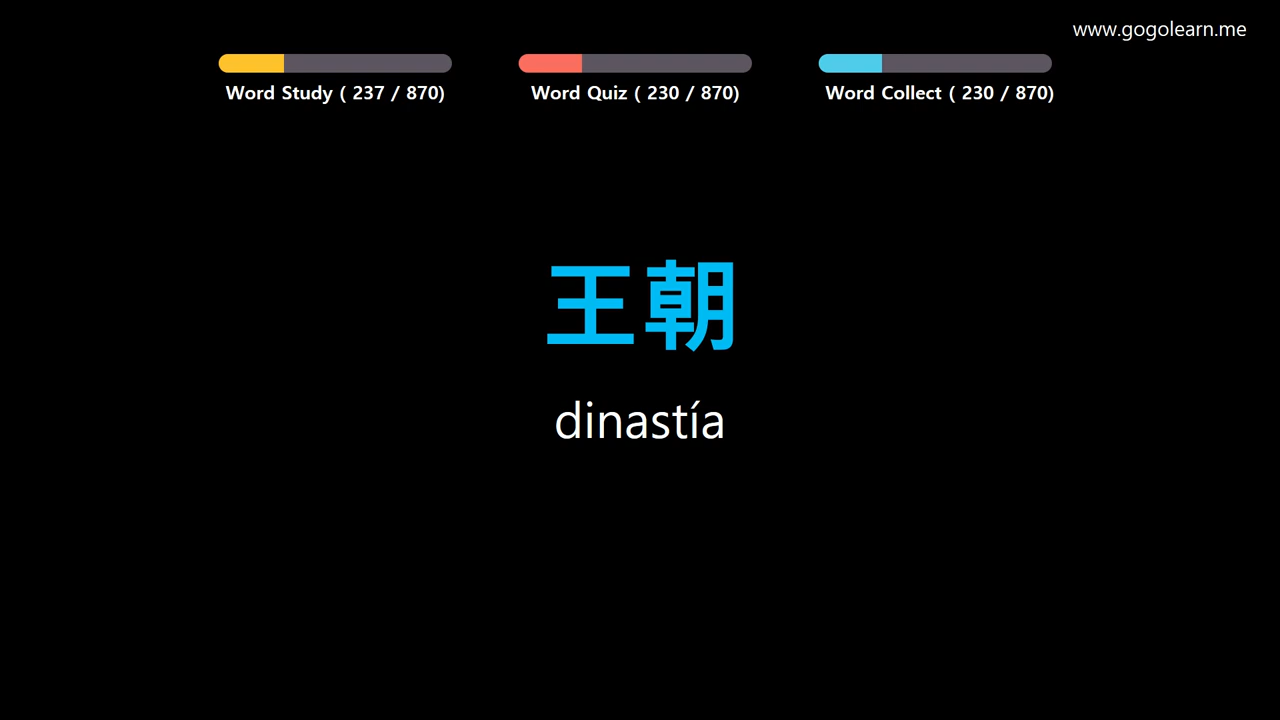 www.gogolearn.me
Word Study ( 237 / 870)
Word Quiz ( 230 / 870)
Word Collect ( 230 / 870)
王朝
dinastía